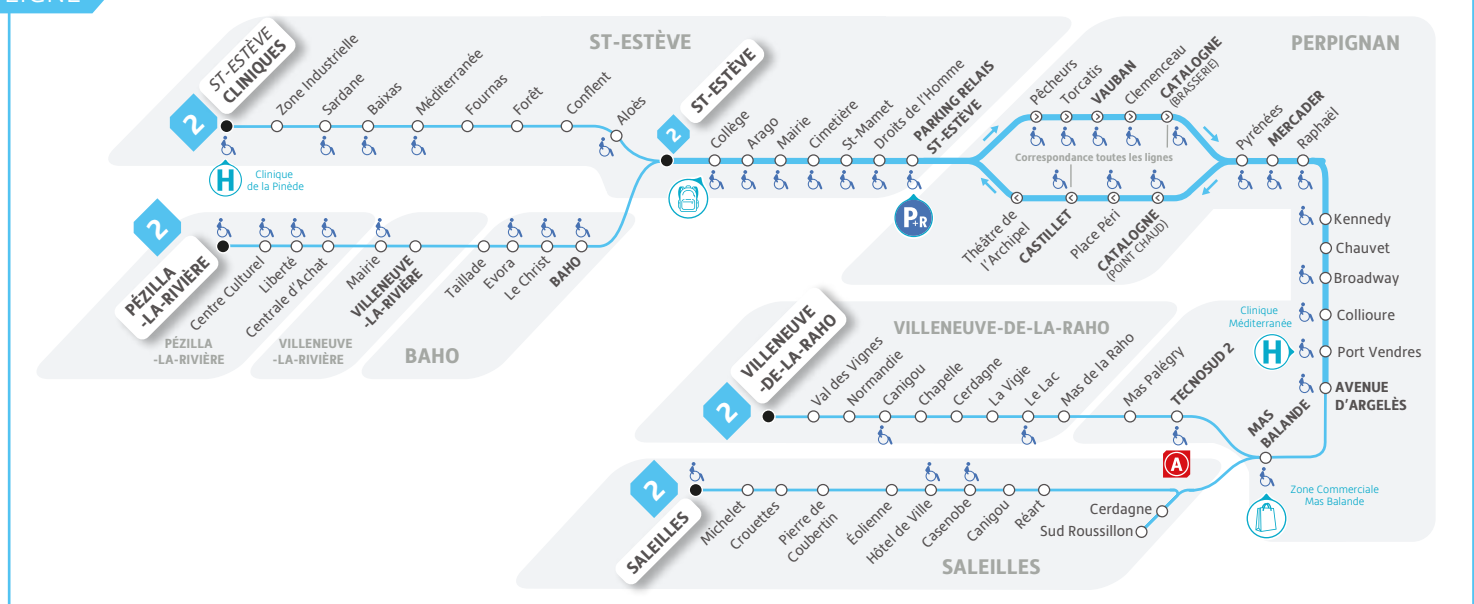 LIGNE
ST-ESTÈVE
PERPIGNAN
2
ST-ESTÈVE
CLINIQUES
Zone Industrielle
Sardane
Baixas
Méditerranée
Fournas
Forêt
Conflent
Aloès
2
ST-ESTÈVE
Collège
Arago
Mairie
Cimetière
St-Mamet
Droits de l'Homme
PARKING RELAIS
ST-ESTÈVE
Pêcheurs
Torcatis
VAUBAN
Clemenceau
CATALOGNE
(BRASSERIE)
Pyrénées
MERCADER
Raphaël
Correspondance toutes les lignes
H
Clinique
de la Pinède
P+R
Théâtre de
l'Archipel
CASTILLET
Place Péri
CATALOGNE
(POINT CHAUD)
Kennedy
Chauvet
Broadway
Collioure
Port Vendres
AVENUE
D'ARGELÈS
Clinique
Méditerranée
H
2
PÉZILLA
-LA-RIVIÈRE
Centre Culturel
Liberté
Centrale d'Achat
Mairie
VILLENEUVE
-LA-RIVIÈRE
Taillade
Evora
Le Christ
BAHO
PÉZILLA
-LA-RIVIÈRE
VILLENEUVE
-LA-RIVIÈRE
BAHO
VILLENEUVE-DE-LA-RAHO
2
VILLENEUVE
-DE-LA-RAHO
Val des Vignes
Normandie
Canigou
Chapelle
Cerdagne
La Vigie
Le Lac
Mas de la Raho
Mas Palégry
TECNOSUD 2
A
MAS
BALANDE
Zone Commerciale
Mas Balande
2
SALEILLES
Michelet
Crouettes
Pierre de
Coubertin
Éolienne
Hôtel de Ville
Casenobe
Canigou
Réart
Cerdagne
Sud Roussillon
SALEILLES